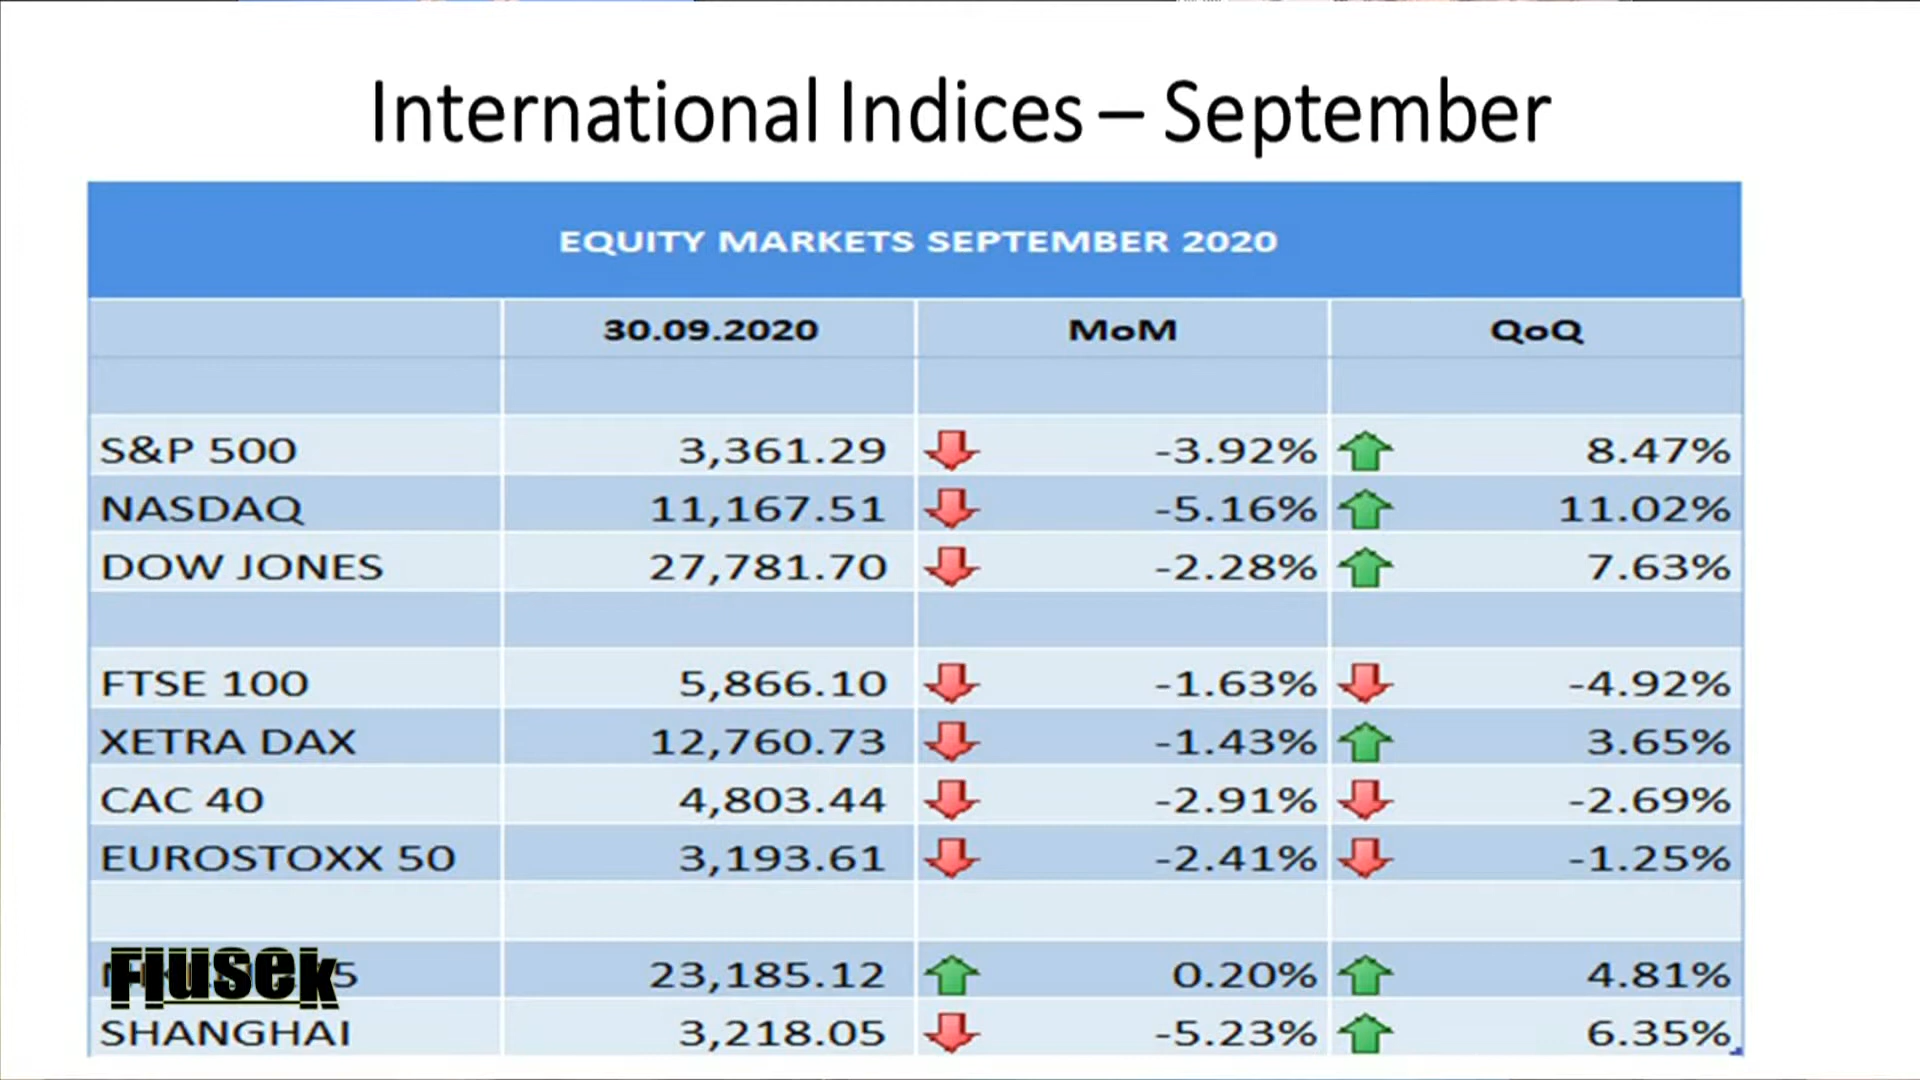 International Indices – September
EQUITY MARKETS SEPTEMBER 2020
30.09.2020 MoM QoQ
S&P 500 3,361.29 -3.92% 8.47%
NASDAQ 11,167.51 -5.16% 11.02%
DOW JONES 27,781.70 -2.28% 7.63%
FTSE 100 5,866.10 -1.63% -4.92%
XETRA DAX 12,760.73 -1.43% 3.65%
CAC 40 4,803.44 -2.91% -2.69%
EUROSTOXX 50 3,193.61 -2.41% -1.25%
23,185.12 0.20% 4.81%
SHANGHAI 3,218.05 -5.23% 6.35%